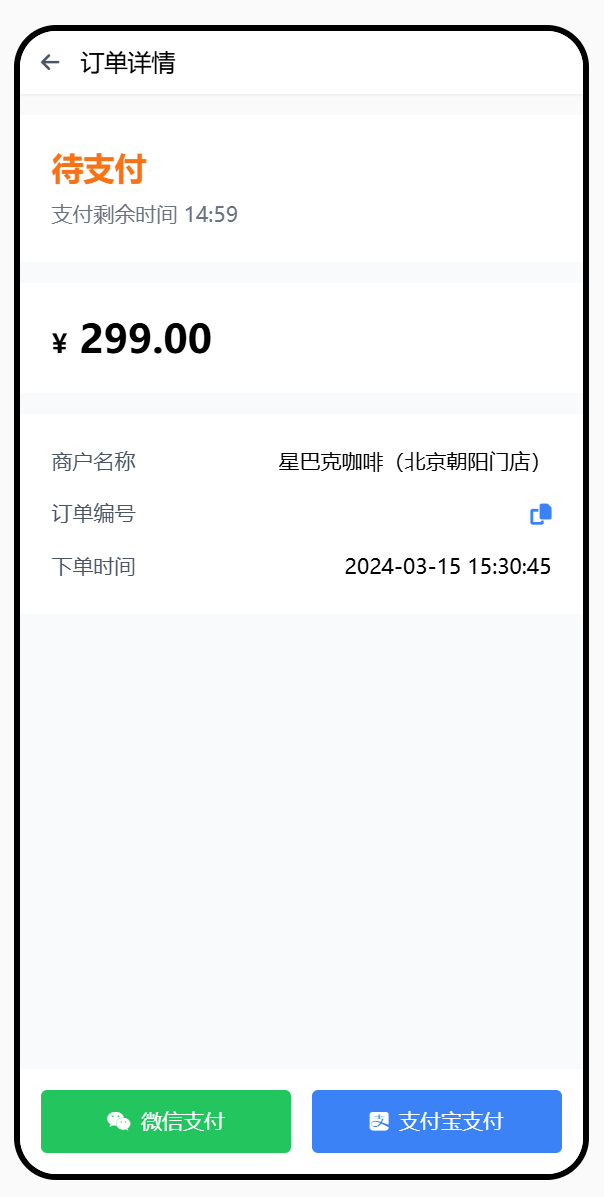 订单详情
待支付
支付剩余时间 14:59
¥ 299.00
商户名称 星巴克咖啡（北京朝阳门店）
订单编号
下单时间 2024-03-15 15:30:45
微信支付 支付宝支付